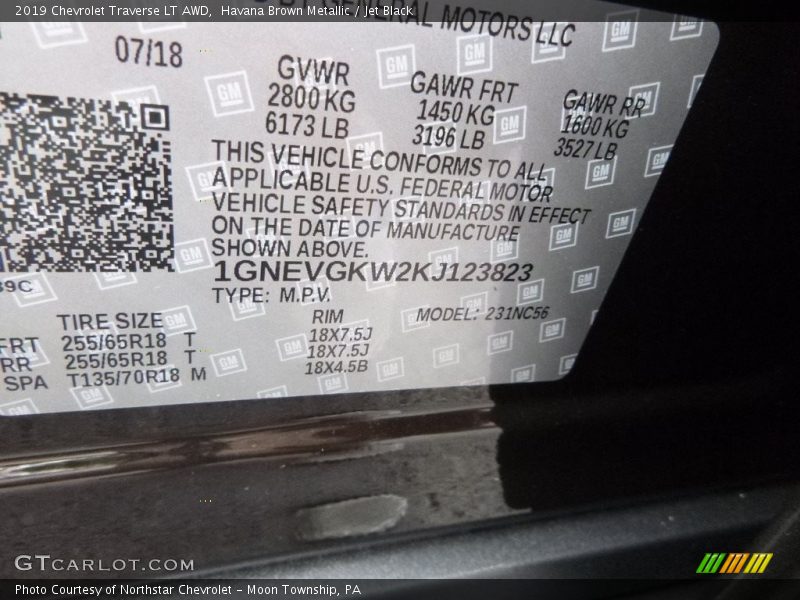 2019 Chevrolet Traverse LT AWD,  Havana Brown Metallic / Jet Black
BY GENERAL MOTORS LLC
07/18
GVWR
2800 KG
6173 LB
GAWR FRT
1450 KG
3196 LB
GAWR RR
1600 KG
3527 LB
THIS VEHICLE CONFORMS TO ALL
APPLICABLE U.S. FEDERAL MOTOR
VEHICLE SAFETY STANDARDS IN EFFECT
ON THE DATE OF MANUFACTURE
SHOWN ABOVE.
1GNEVGKW2KJ123823
TYPE: M.P.V.
MODEL: 231NC56
39C
TIRE SIZE
RIM
FRT 255/65R18 T 18X7.5J
RR 255/65R18 T 18X7.5J
SPA T135/70R18 M 18X4.5B
GM
GTCARLOT.COM
Photo Courtesy of Northstar Chevrolet - Moon Township, PA